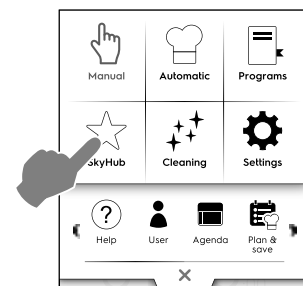 Manual Automatic Programs
SkyHub Cleaning Settings
?
Help User Agenda Plan &
save